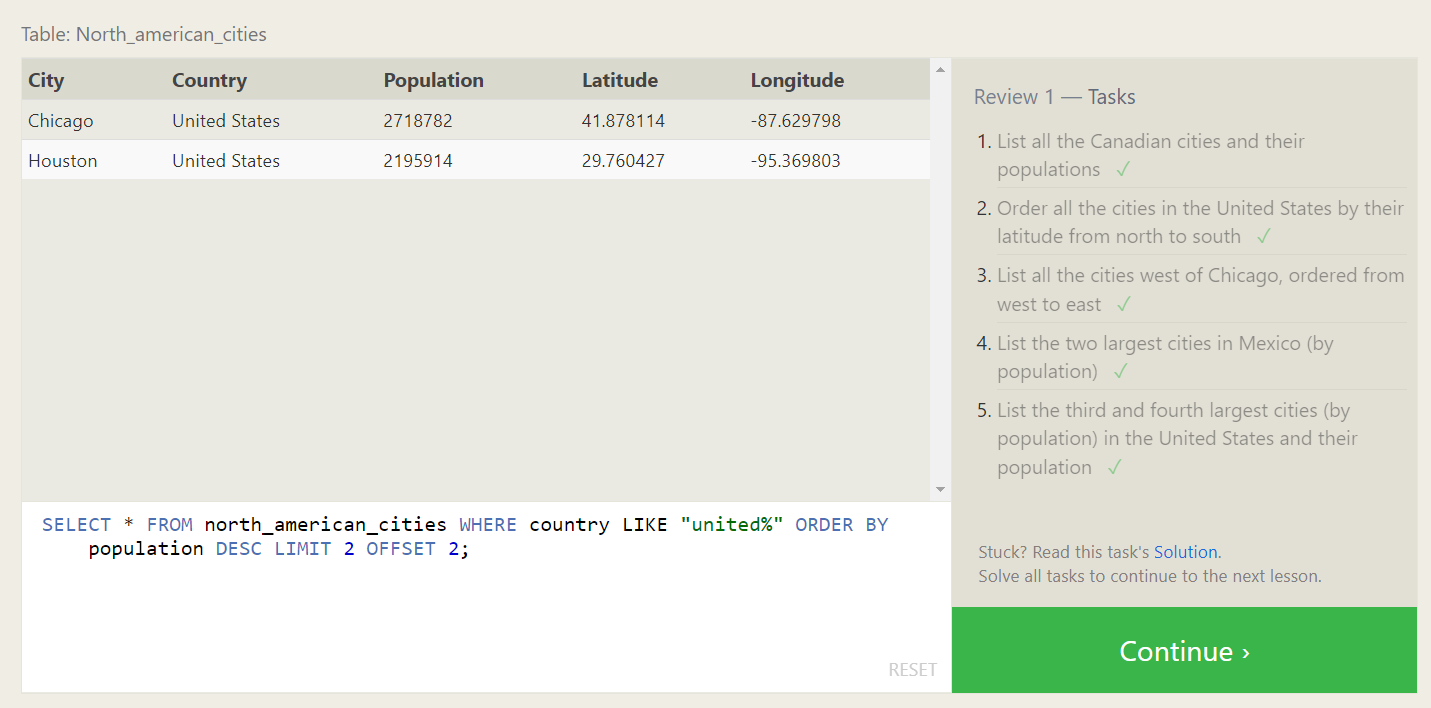 Table: North_american_cities
City Country Population Latitude Longitude
Chicago United States 2718782 41.878114 -87.629798
Houston United States 2195914 29.760427 -95.369803
SELECT * FROM north_american_cities WHERE country LIKE "united%" ORDER BY
population DESC LIMIT 2 OFFSET 2;
RESET
Review 1 — Tasks
1. List all the Canadian cities and their
populations ✓
2. Order all the cities in the United States by their
latitude from north to south ✓
3. List all the cities west of Chicago, ordered from
west to east ✓
4. List the two largest cities in Mexico (by
population) ✓
5. List the third and fourth largest cities (by
population) in the United States and their
population ✓
Stuck? Read this task's Solution.
Solve all tasks to continue to the next lesson.
Continue ›